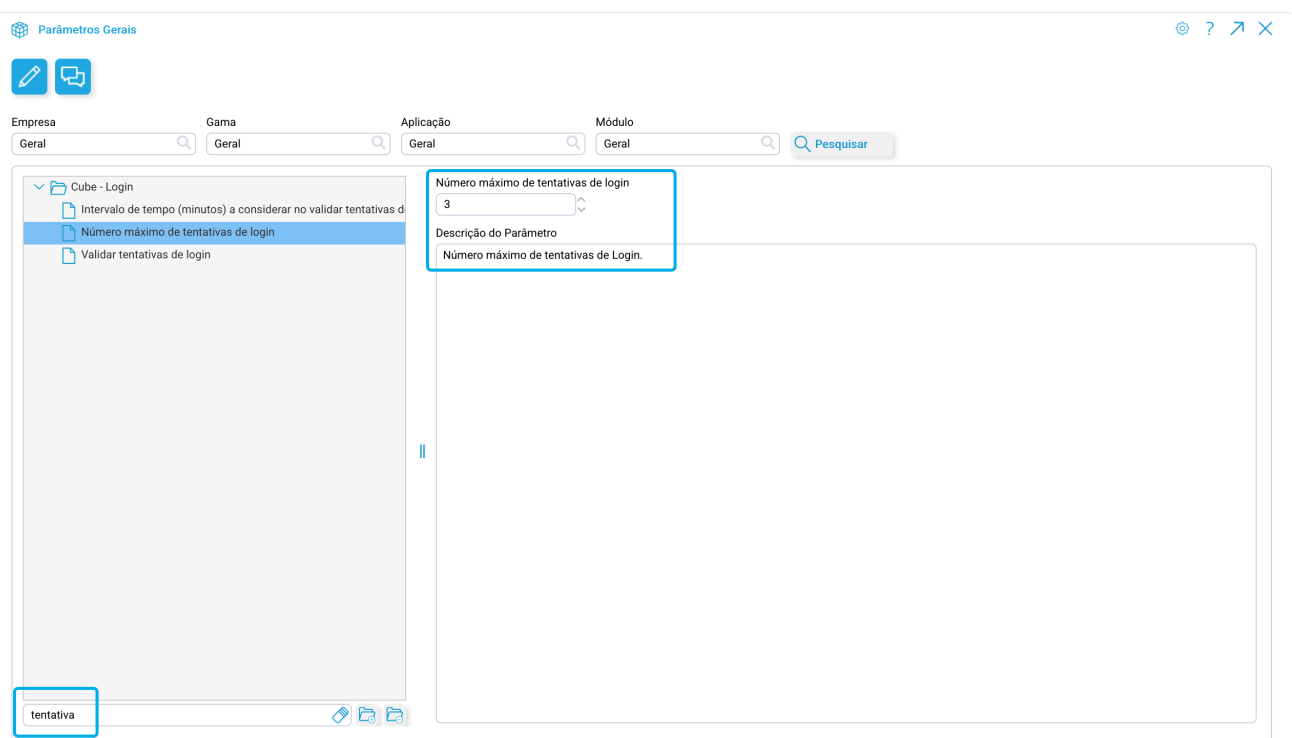 Parâmetros Gerais
Empresa Gama Aplicação Módulo
Geral Geral Geral Geral Pesquisar
Cube - Login
Intervalo de tempo (minutos) a considerar no validar tentativas d
Número máximo de tentativas de login
Validar tentativas de login
Número máximo de tentativas de login
3
Descrição do Parâmetro
Número máximo de tentativas de Login.
tentativa